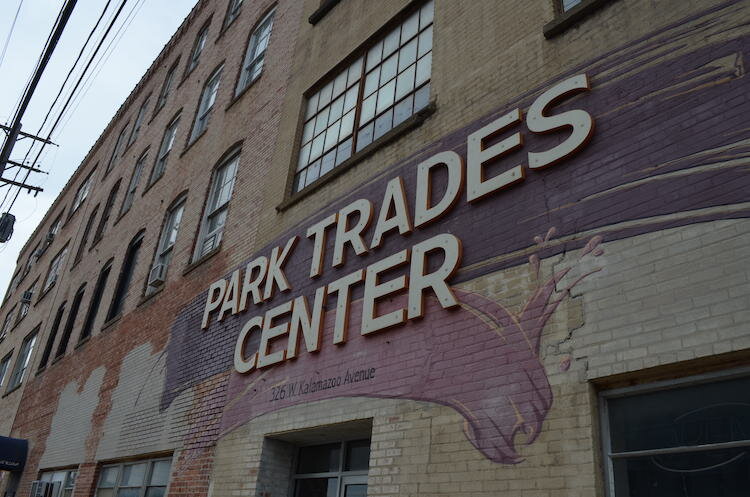 PARK TRADES
CENTER
326 W. Kalamazoo Avenue